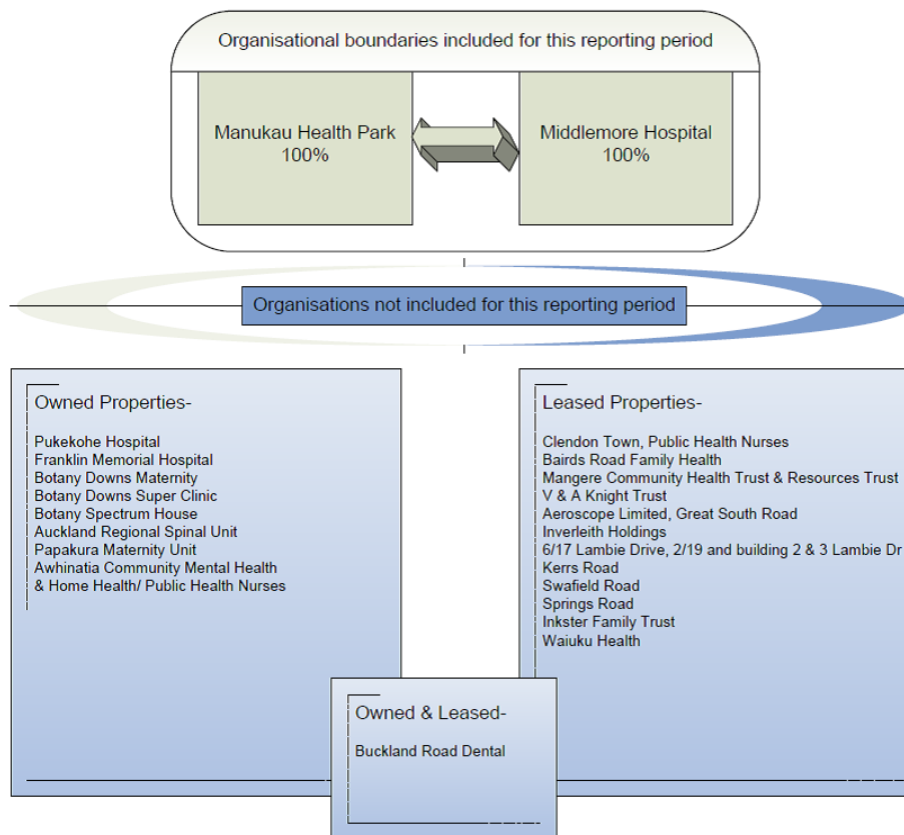 Organisational boundaries included for this reporting period
Manukau Health Park
100%
Middlemore Hospital
100%
Organisations not included for this reporting period
Owned Properties-
Pukekohe Hospital
Franklin Memorial Hospital
Botany Downs Maternity
Botany Downs Super Clinic
Botany Spectrum House
Auckland Regional Spinal Unit
Papakura Maternity Unit
Awhinatia Community Mental Health
& Home Health/ Public Health Nurses
Leased Properties-
Clendon Town, Public Health Nurses
Bairds Road Family Health
Mangere Community Health Trust & Resources Trust
V & A Knight Trust
Aeroscope Limited, Great South Road
Inverleith Holdings
6/17 Lambie Drive, 2/19 and building 2 & 3 Lambie Dr
Kerrs Road
Swafield Road
Springs Road
Inkster Family Trust
Waiuku Health
Owned & Leased-
Buckland Road Dental